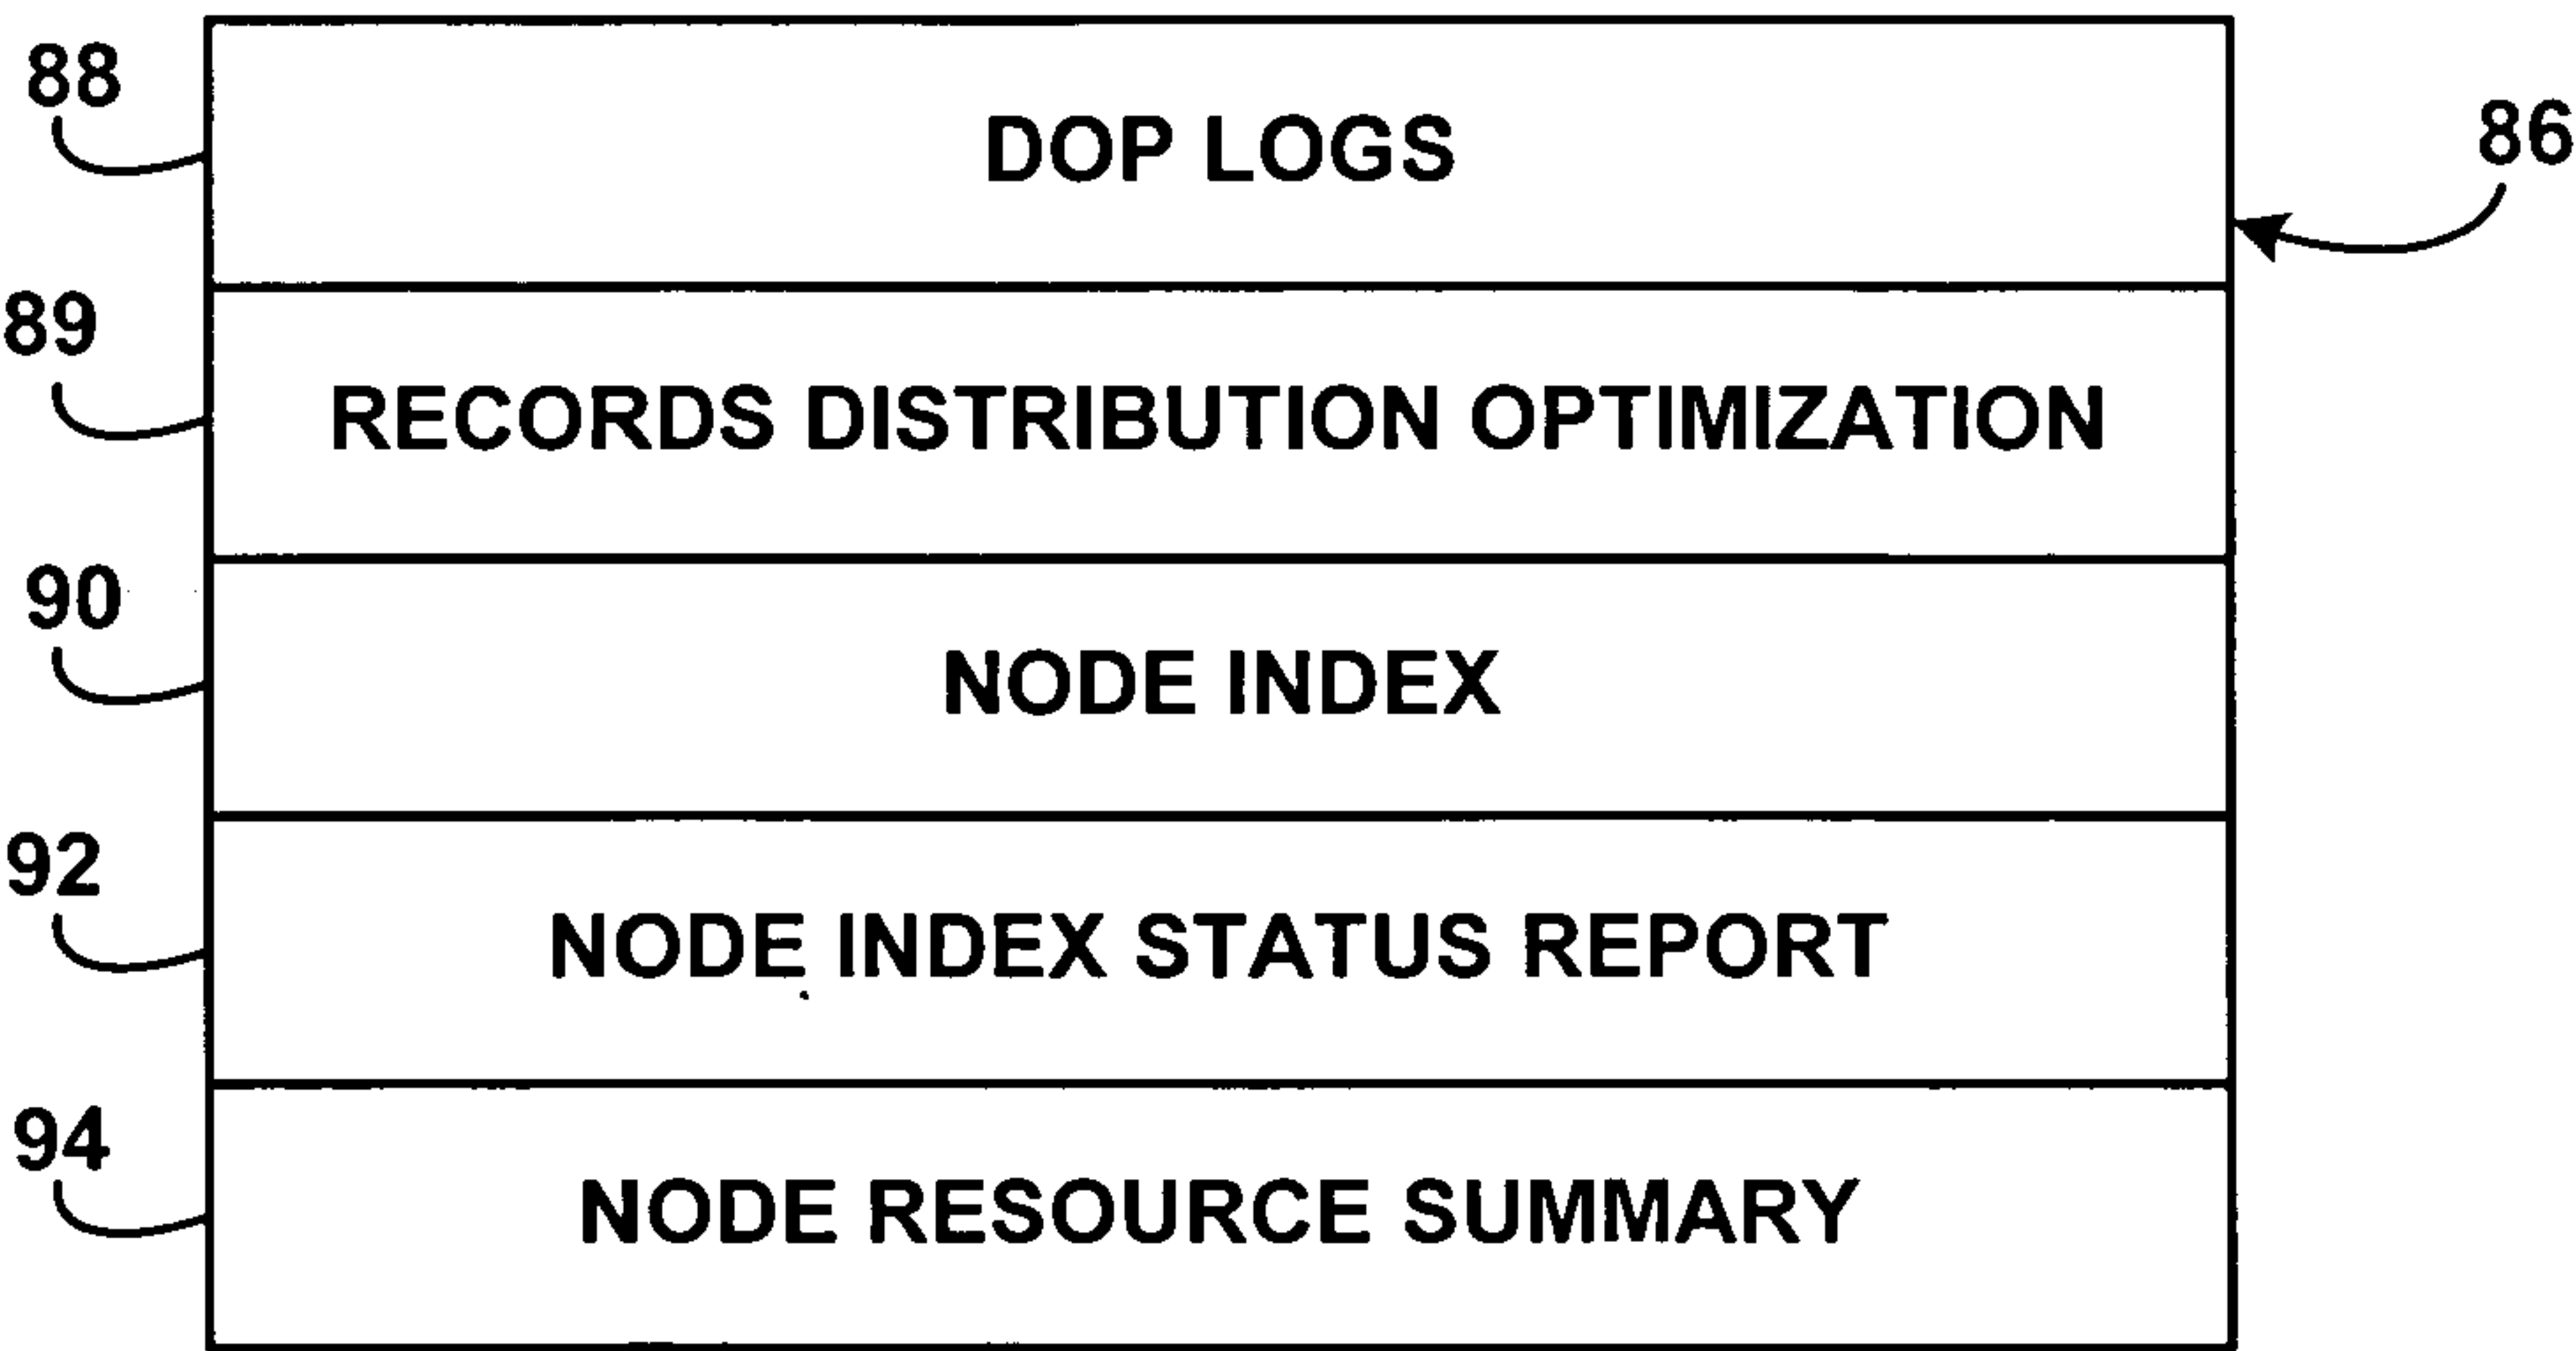 88
DOP LOGS
86
89
RECORDS DISTRIBUTION OPTIMIZATION
90
NODE INDEX
92
NODE INDEX STATUS REPORT
94
NODE RESOURCE SUMMARY